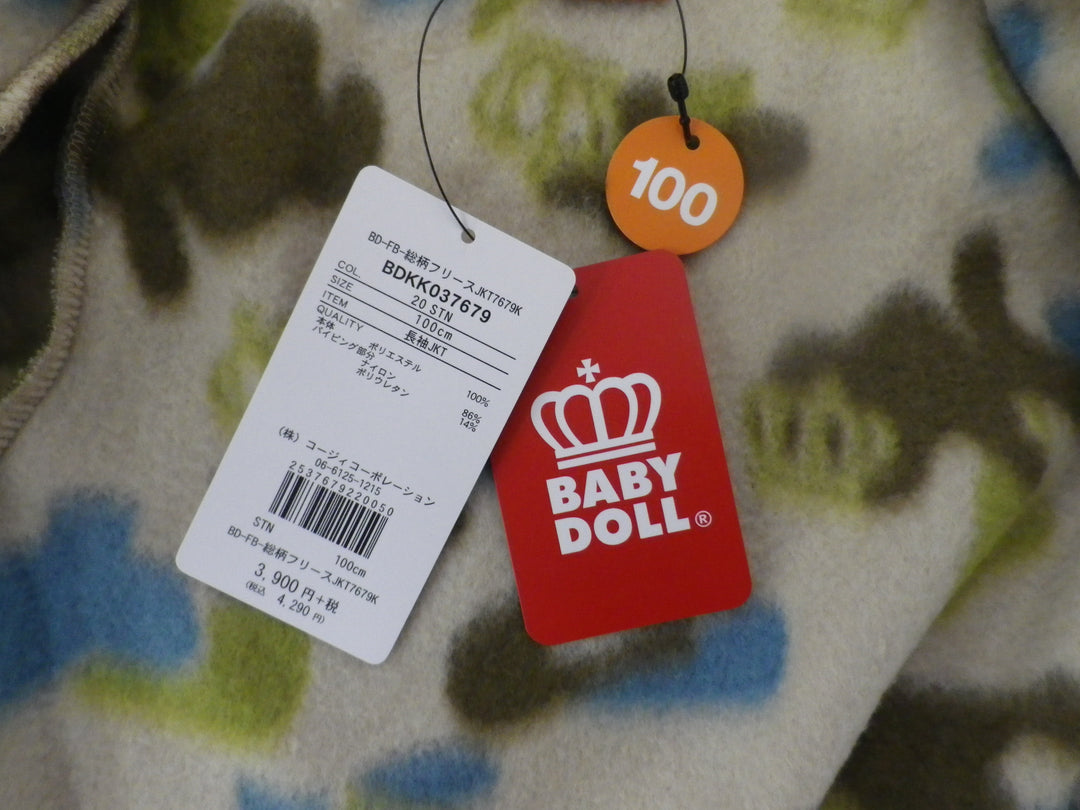 BD-FB-総柄フリースJKT7679K
BDKK037679
COL. 20 STN
SIZE 100cm
ITEM 長袖JKT
QUALITY
本体 ポリエステル 100%
パイピング部分
ナイロン 86%
ポリウレタン 14%
(株) コージィコーポレーション
06-6125-1215
2537679220050
STN 100cm
BD-FB-総柄フリースJKT7679K
3,900円+税
(税込 4,290円)
100
BABY
DOLL®